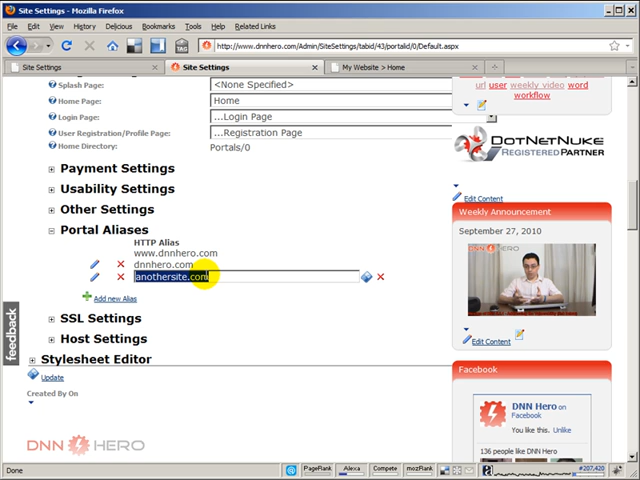 Site Settings - Mozilla Firefox
File Edit View History Delicious Bookmarks Tools Help Related Links
TAG http://www.dnnhero.com/Admin/SiteSettings/tabid/43/portalid/0/Default.aspx
Site Settings Site Settings My Website > Home
Splash Page: <None Specified>
Home Page: Home
Login Page: ...Login Page
User Registration/Profile Page: ...Registration Page
Home Directory: Portals/0
url user weekly video word
workflow
DOTNETNUKE
REGISTERED PARTNER
Edit Content
Payment Settings
Usability Settings
Other Settings
Portal Aliases
HTTP Alias
www.dnnhero.com
dnnhero.com
anothersite.com
Add new Alias
SSL Settings
Host Settings
Stylesheet Editor
Update
Created By On
DNN HERO
feedback
Weekly Announcement
September 27, 2010
Edit Content
Facebook
DNN Hero on
Facebook
You like this. Unlike
136 people like DNN Hero
Done PageRank Alexa Compete mozRank #207,420